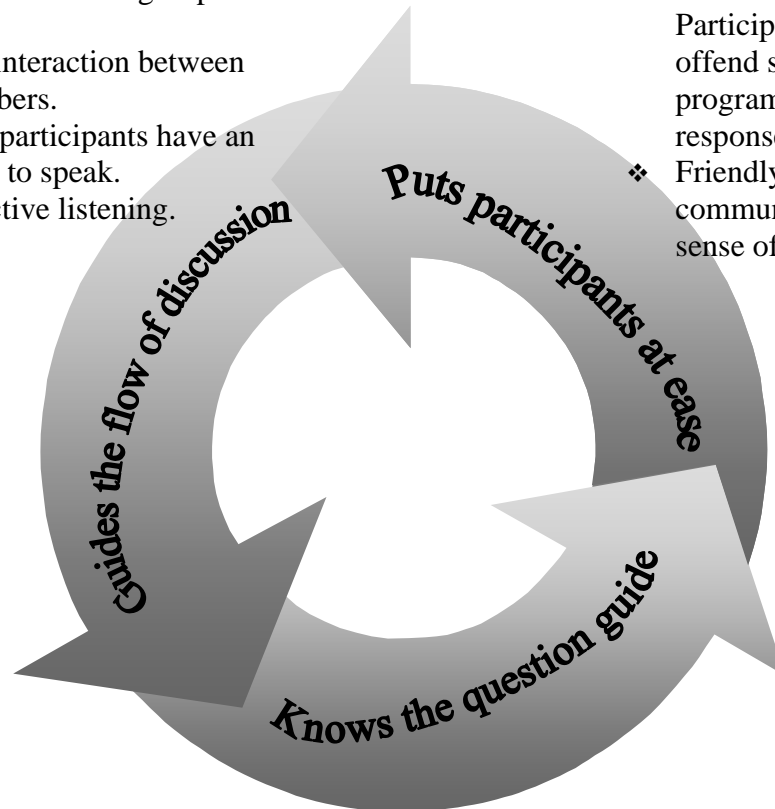 interaction between
bers.
participants have an
to speak.
ctive listening.
Particip
offend s
program
response
Friendly
commun
sense of
Puts participants at ease
Guides the flow of discussion
Knows the question guide